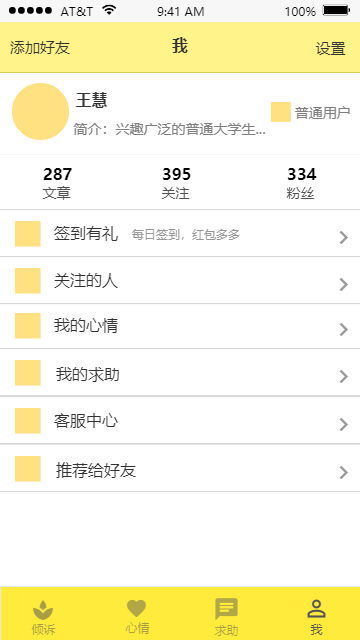 AT&T 9:41 AM 100%
添加好友 我 设置
王慧
普通用户
简介：兴趣广泛的普通大学生...
287 395 334
文章 关注 粉丝
签到有礼 每日签到，红包多多
关注的人
我的心情
我的求助
客服中心
推荐给好友
倾诉 心情 求助 我